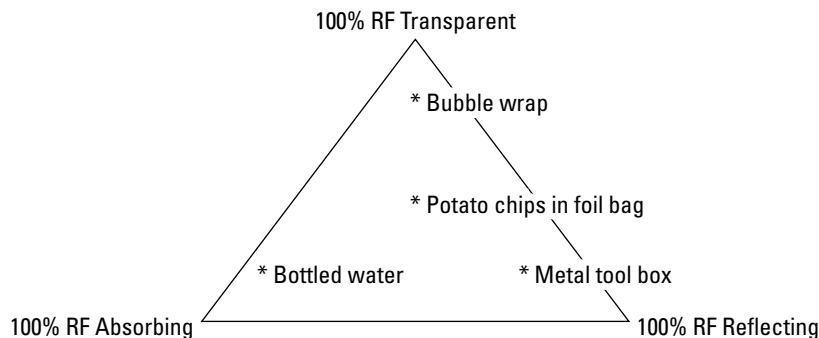 100% RF Transparent
* Bubble wrap
* Potato chips in foil bag
* Bottled water
* Metal tool box
100% RF Absorbing
100% RF Reflecting